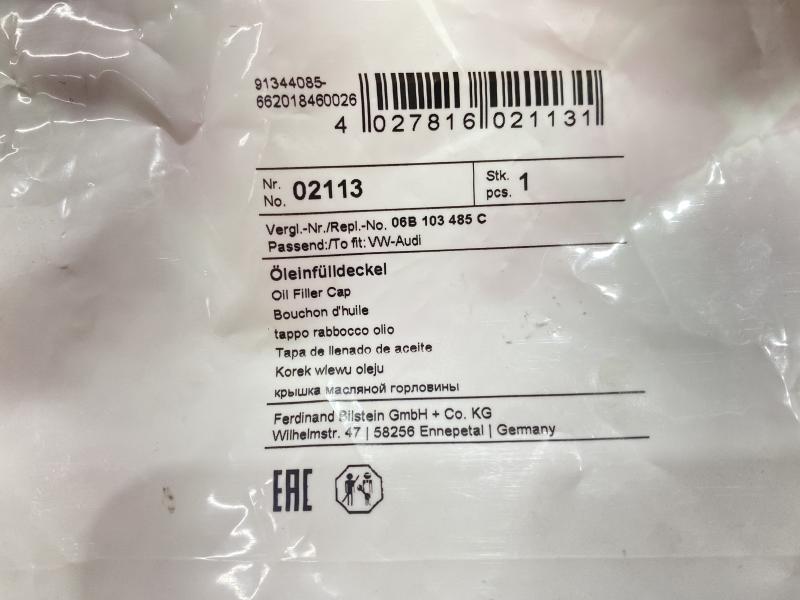 91344085-
662018460026
4 027816 021131
Nr.
No. 02113
Stk.
pcs. 1
Vergl.-Nr./Repl.-No. 06B 103 485 C
Passend:/To fit: VW-Audi
Öleinfülldeckel
Oil Filler Cap
Bouchon d'huile
tappo rabbocco olio
Tapa de llenado de aceite
Korek wlewu oleju
крышка масляной горловины
Ferdinand Bilstein GmbH + Co. KG
Wilhelmstr. 47 | 58256 Ennepetal | Germany
EAC